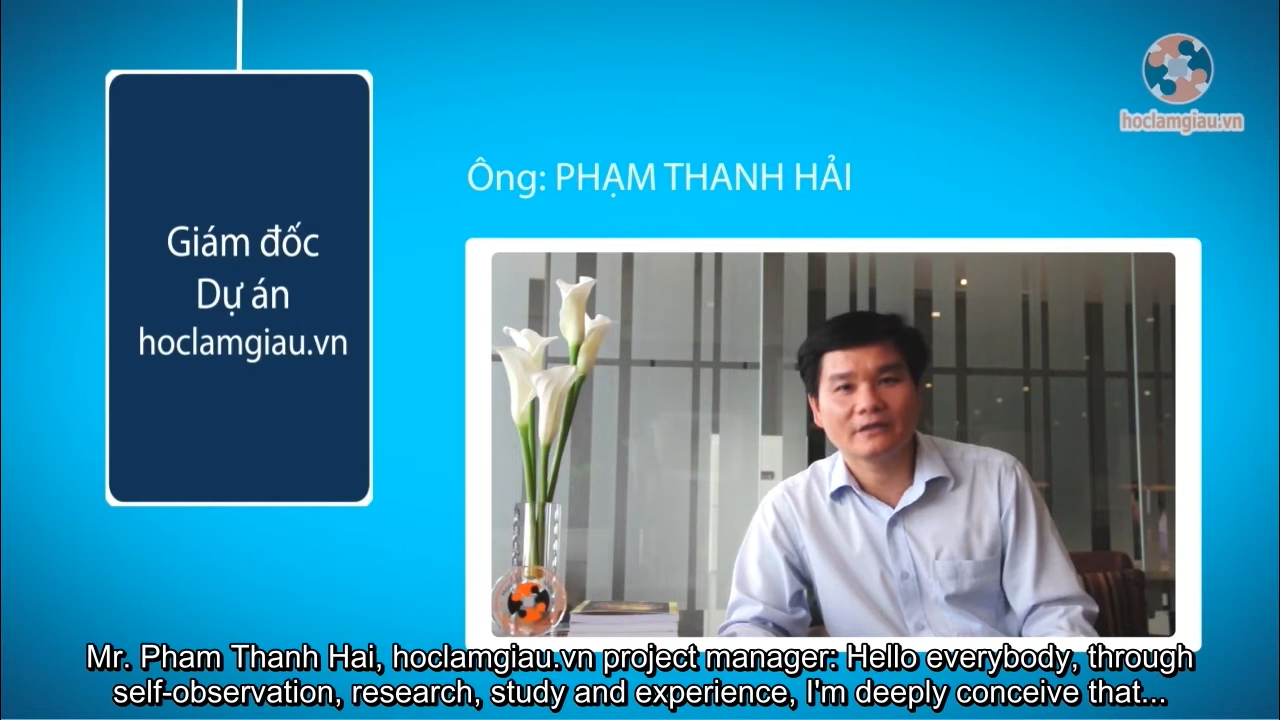 hoclamgiau.vn
Ông: PHẠM THANH HẢI
Giám đốc
Dự án
hoclamgiau.vn
Mr. Pham Thanh Hai, hoclamgiau.vn project manager: Hello everybody, through
self-observation, research, study and experience, I'm deeply conceive that...